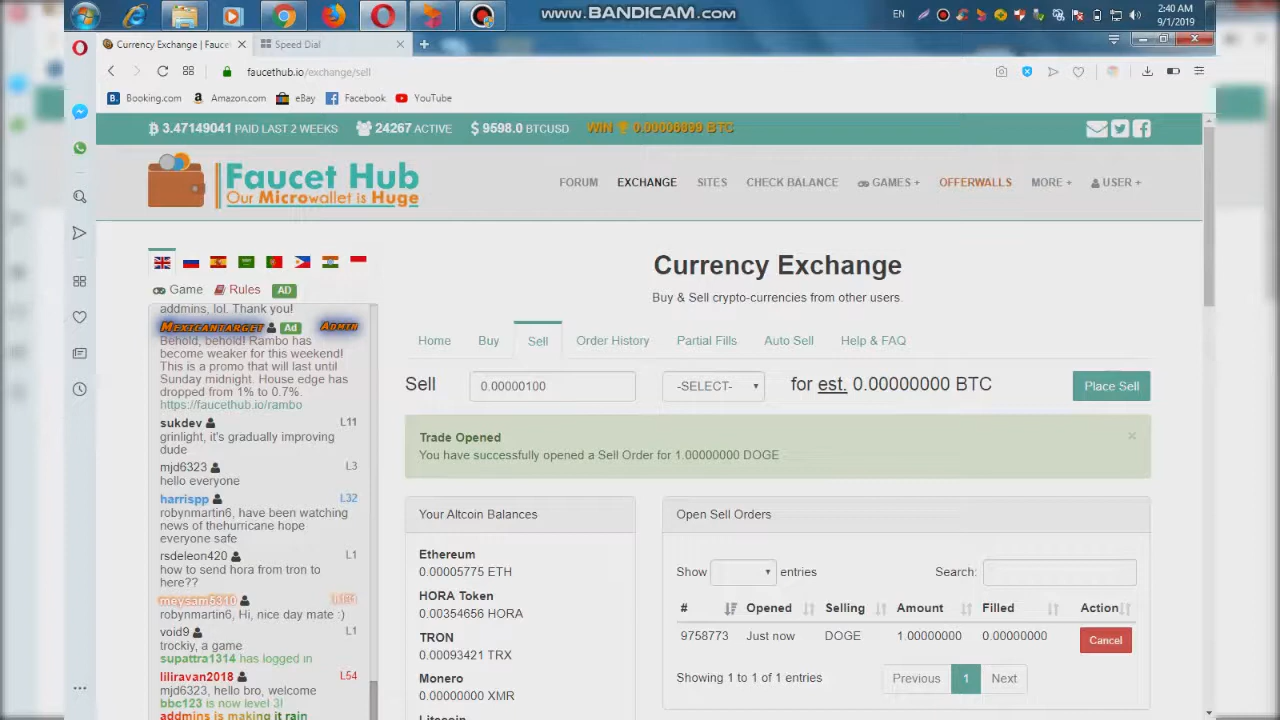 www.BANDICAM.com
EN
2:40 AM
9/1/2019
Currency Exchange | Fauce
Speed Dial
faucethub.io/exchange/sell
Booking.com
Amazon.com
eBay
Facebook
YouTube
3.47149041 PAID LAST 2 WEEKS
24267 ACTIVE
$ 9598.0 BTCUSD
Faucet Hub
Our Microwallet is Huge
FORUM
EXCHANGE
SITES
CHECK BALANCE
GAMES +
OFFERWALLS
MORE +
USER +
Game
Rules
AD
addmins, lol. Thank you!
Mexicantarget
Ad
Admin
Behold, behold! Rambo has
become weaker for this weekend!
This is a promo that will last until
Sunday midnight. House edge has
dropped from 1% to 0.7%.
https://faucethub.io/rambo
sukdev L11
grinlight, it's gradually improving
dude
mjd6323 L3
hello everyone
harrispp L32
robynmartin6, have been watching
news of thehurricane hope
everyone safe
rsdeleon420 L1
how to send hora from tron to
here??
meysam5310
robynmartin6, Hi, nice day mate :)
void9 L1
trockiy, a game
supattra1314 has logged in
liliravan2018 L54
mjd6323, hello bro, welcome
bbc123 is now level 3!
addmins is making it rain
Currency Exchange
Buy & Sell crypto-currencies from other users.
Home
Buy
Sell
Order History
Partial Fills
Auto Sell
Help & FAQ
Sell
0.00000100
-SELECT-
for est. 0.00000000 BTC
Place Sell
Trade Opened
×
You have successfully opened a Sell Order for 1.00000000 DOGE
Your Altcoin Balances
Ethereum
0.00005775 ETH
HORA Token
0.00354656 HORA
TRON
0.00093421 TRX
Monero
0.00000000 XMR
Litecoin
Open Sell Orders
Show entries
Search:
# Opened Selling Amount Filled Action
9758773 Just now DOGE 1.00000000 0.00000000 Cancel
Showing 1 to 1 of 1 entries
Previous 1 Next